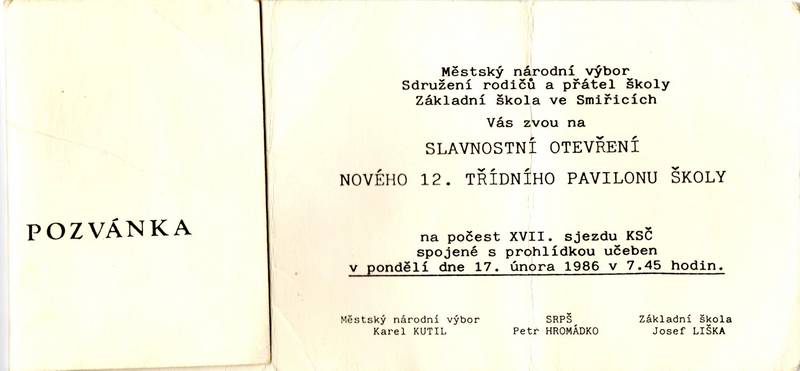 POZVÁNKA
Městský národní výbor
Sdružení rodičů a přátel školy
Základní škola ve Smiřicích
Vás zvou na
SLAVNOSTNÍ OTEVŘENÍ
NOVÉHO 12. TŘÍDNÍHO PAVILONU ŠKOLY
na počest XVII. sjezdu KSČ
spojené s prohlídkou učeben
v pondělí dne 17. února 1986 v 7.45 hodin.
Městský národní výbor SRPŠ Základní škola
Karel KUTIL Petr HROMÁDKO Josef LIŠKA